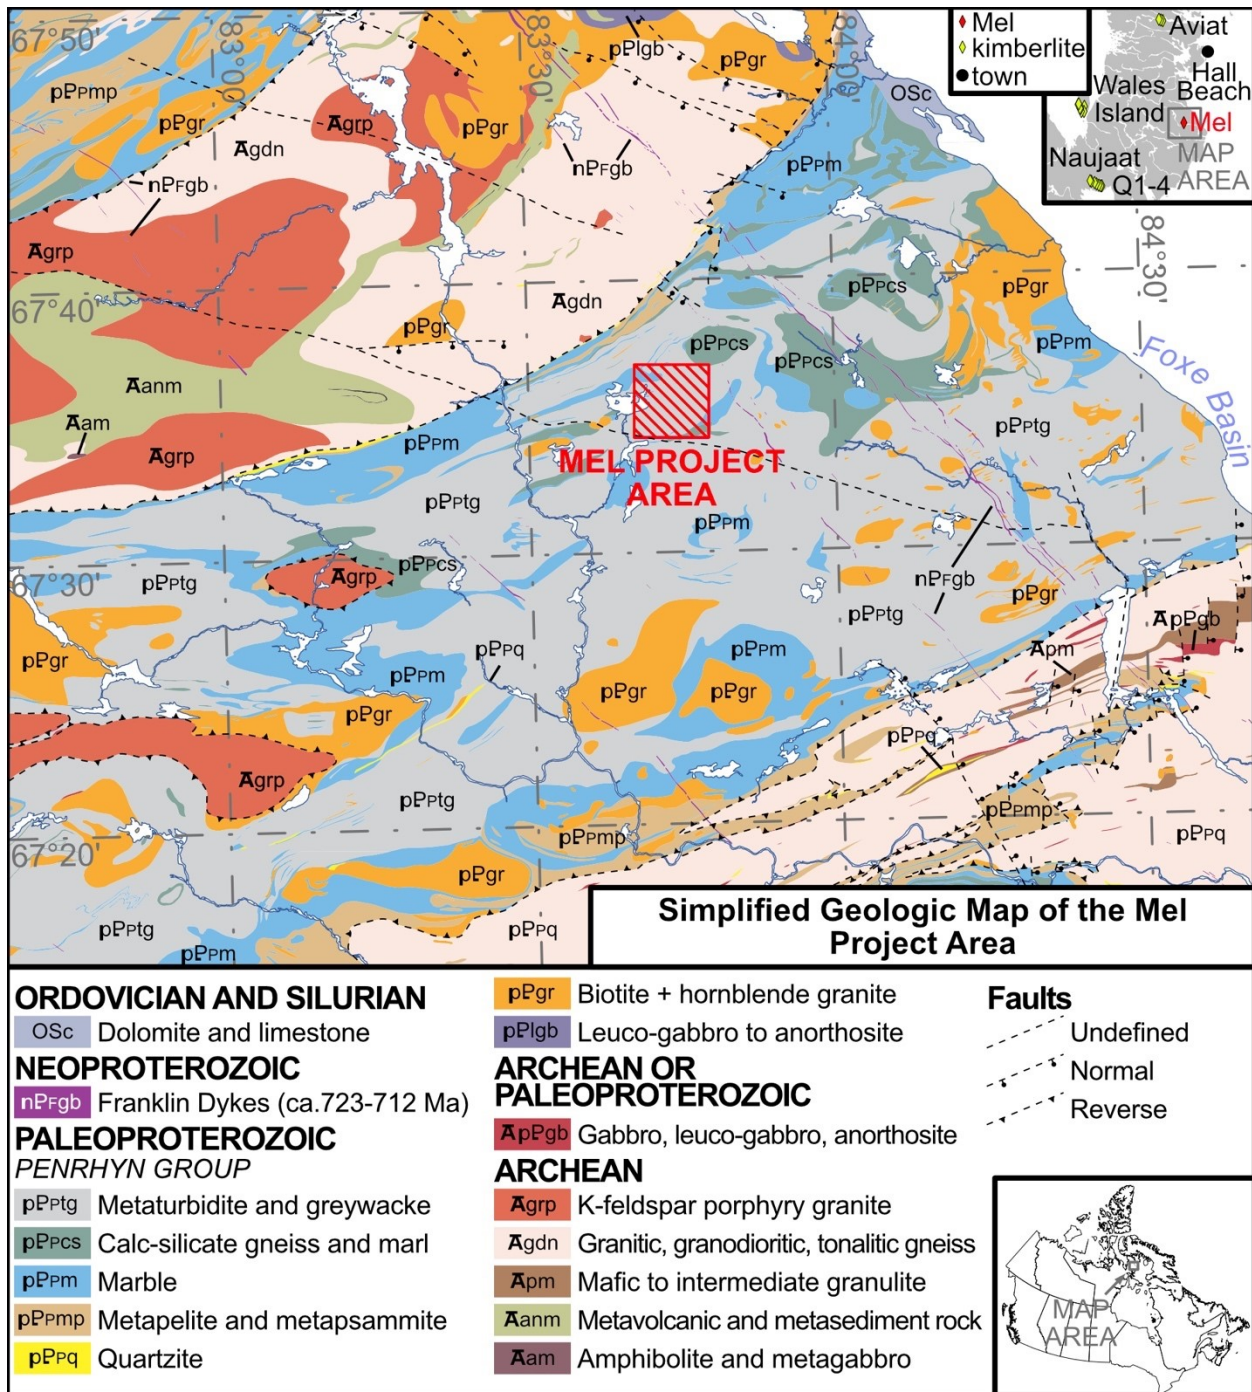 67°50'
83°00'
83°30'
84°00'
84°30'
67°40'
67°30'
67°20'
Mel
kimberlite
town
Aviat
Hall
Beach
Wales
Island
Mel
MAP
AREA
Naujaat
Q1-4
pPPmp
pPgr
Agdn
Agrp
pPgr
pPlgb
pPgr
OSc
nPFgb
nPFgb
pPPm
Agrp
Agdn
pPgr
pPPcs
pPgr
pPPcs
pPPcs
pPPm
Foxe Basin
Aanm
Aam
Agrp
pPPm
pPPtg
MEL PROJECT
AREA
pPPtg
pPPm
pPPcs
Agrp
pPPtg
nPFgb
pPPtg
pPgr
ApPgb
Apm
pPPq
pPPm
pPgr
pPgr
pPPm
pPgr
pPgr
Agrp
pPPtg
pPPq
pPPmp
pPPmp
pPPq
pPgr
pPPtg
pPPm
pPPq
Simplified Geologic Map of the Mel
Project Area
ORDOVICIAN AND SILURIAN
OSc Dolomite and limestone
NEOPROTEROZOIC
nPFgb Franklin Dykes (ca.723-712 Ma)
PALEOPROTEROZOIC
PENRHYN GROUP
pPPtg Metaturbidite and greywacke
pPPcs Calc-silicate gneiss and marl
pPPm Marble
pPPmp Metapelite and metapsammite
pPPq Quartzite
pPgr Biotite + hornblende granite
pPlgb Leuco-gabbro to anorthosite
ARCHEAN OR
PALEOPROTEROZOIC
ApPgb Gabbro, leuco-gabbro, anorthosite
ARCHEAN
Agrp K-feldspar porphyry granite
Agdn Granitic, granodioritic, tonalitic gneiss
Apm Mafic to intermediate granulite
Aanm Metavolcanic and metasediment rock
Aam Amphibolite and metagabbro
Faults
Undefined
Normal
Reverse
MAP
AREA